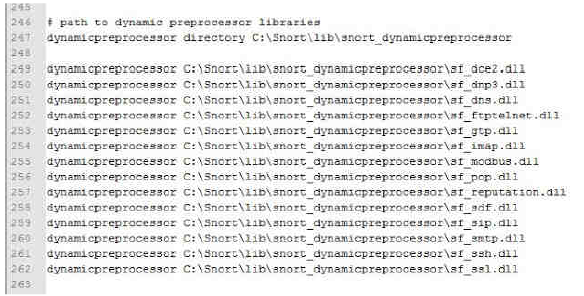 245
246 # path to dynamic preprocessor libraries
247 dynamicpreprocessor directory C:\Snort\lib\snort_dynamicpreprocessor
248
249 dynamicpreprocessor C:\Snort\lib\snort_dynamicpreprocessor\sf_dce2.dll
250 dynamicpreprocessor C:\Snort\lib\snort_dynamicpreprocessor\sf_dnp3.dll
251 dynamicpreprocessor C:\Snort\lib\snort_dynamicpreprocessor\sf_dns.dll
252 dynamicpreprocessor C:\Snort\lib\snort_dynamicpreprocessor\sf_ftptelnet.dll
253 dynamicpreprocessor C:\Snort\lib\snort_dynamicpreprocessor\sf_gtp.dll
254 dynamicpreprocessor C:\Snort\lib\snort_dynamicpreprocessor\sf_imap.dll
255 dynamicpreprocessor C:\Snort\lib\snort_dynamicpreprocessor\sf_modbus.dll
256 dynamicpreprocessor C:\Snort\lib\snort_dynamicpreprocessor\sf_pop.dll
257 dynamicpreprocessor C:\Snort\lib\snort_dynamicpreprocessor\sf_reputation.dll
258 dynamicpreprocessor C:\Snort\lib\snort_dynamicpreprocessor\sf_sdf.dll
259 dynamicpreprocessor C:\Snort\lib\snort_dynamicpreprocessor\sf_sip.dll
260 dynamicpreprocessor C:\Snort\lib\snort_dynamicpreprocessor\sf_smtp.dll
261 dynamicpreprocessor C:\Snort\lib\snort_dynamicpreprocessor\sf_ssh.dll
262 dynamicpreprocessor C:\Snort\lib\snort_dynamicpreprocessor\sf_ssl.dll
263